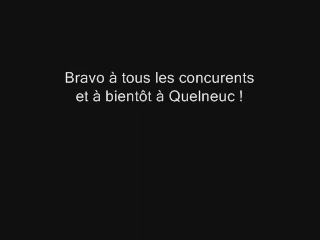 Bravo à tous les concurents
et à bientôt à Quelneuc !